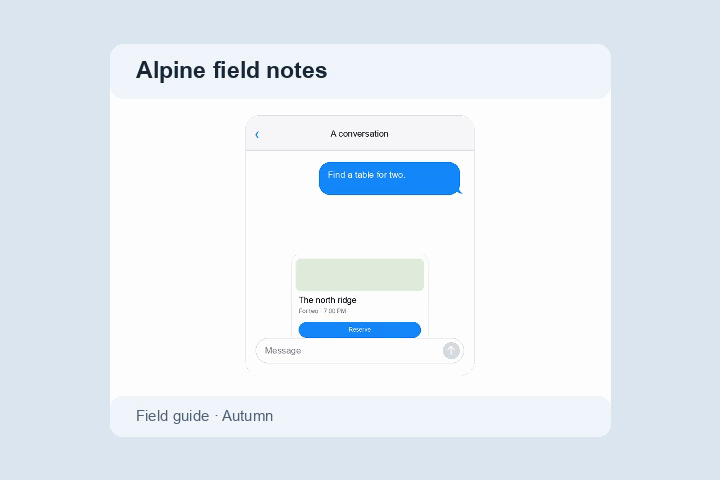 Alpine field notes
A conversation
Find a table for two.
The north ridge
For two · 7:00 PM
Reserve
Message
Field guide · Autumn